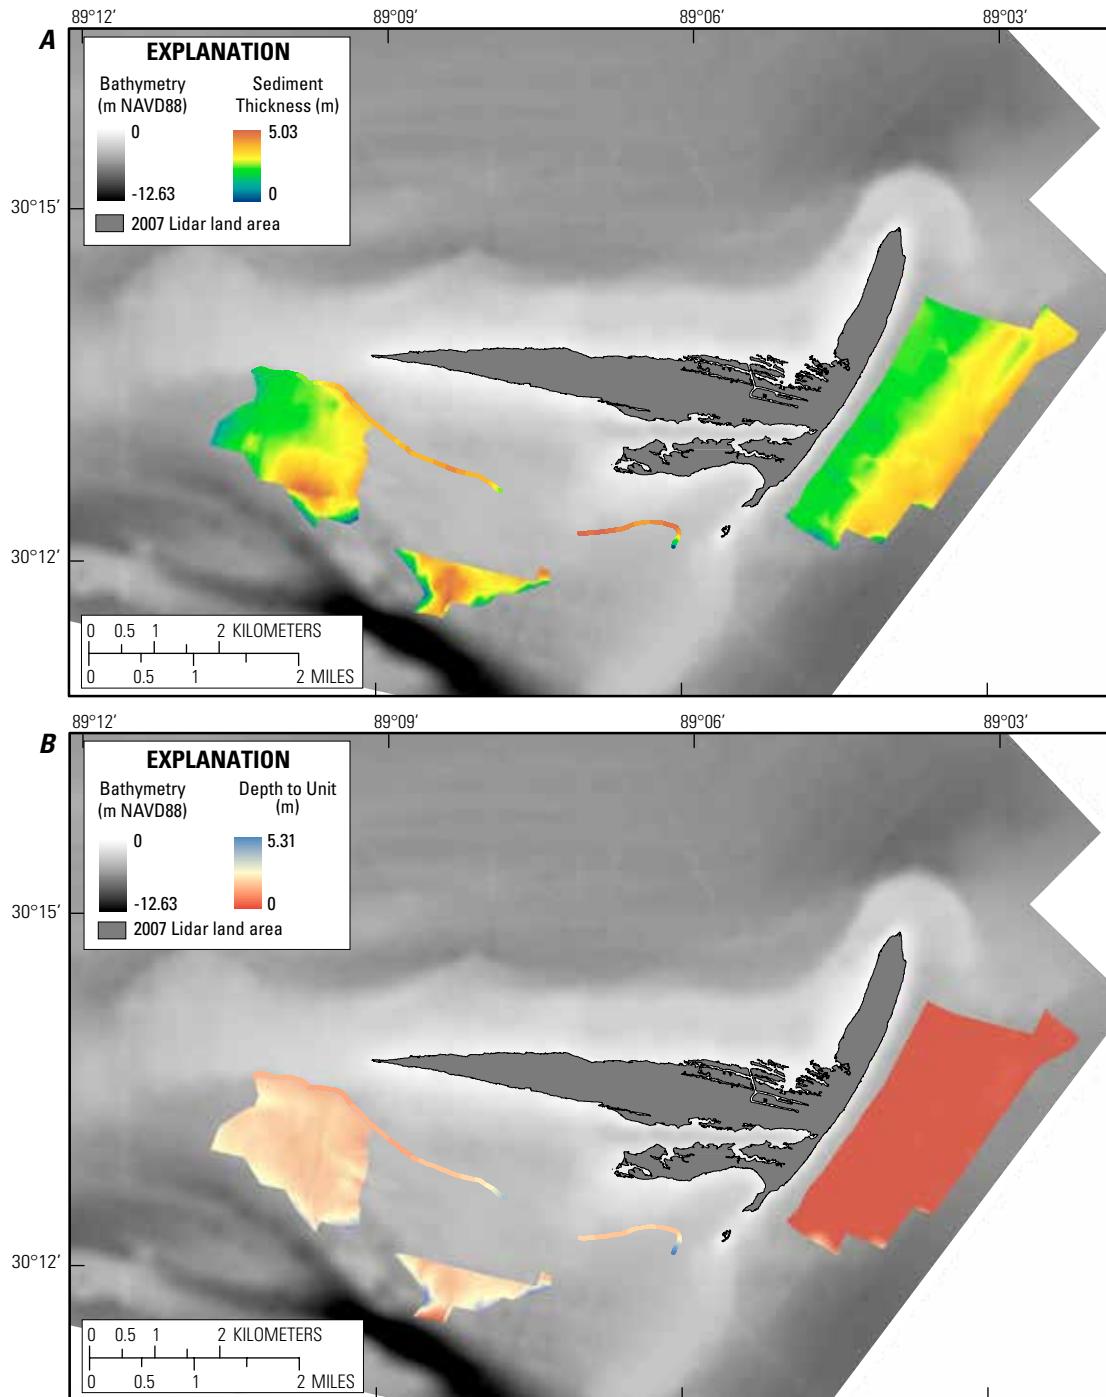 89°12′ 89°09′ 89°06′ 89°03′
A
EXPLANATION
Bathymetry
(m NAVD88)
Sediment
Thickness (m)
0
-12.63
5.03
0
2007 Lidar land area
30°15′
30°12′
0 0.5 1 2 KILOMETERS
0 0.5 1 2 MILES
89°12′ 89°09′ 89°06′ 89°03′
B
EXPLANATION
Bathymetry
(m NAVD88)
Depth to Unit
(m)
0
-12.63
5.31
0
2007 Lidar land area
30°15′
30°12′
0 0.5 1 2 KILOMETERS
0 0.5 1 2 MILES